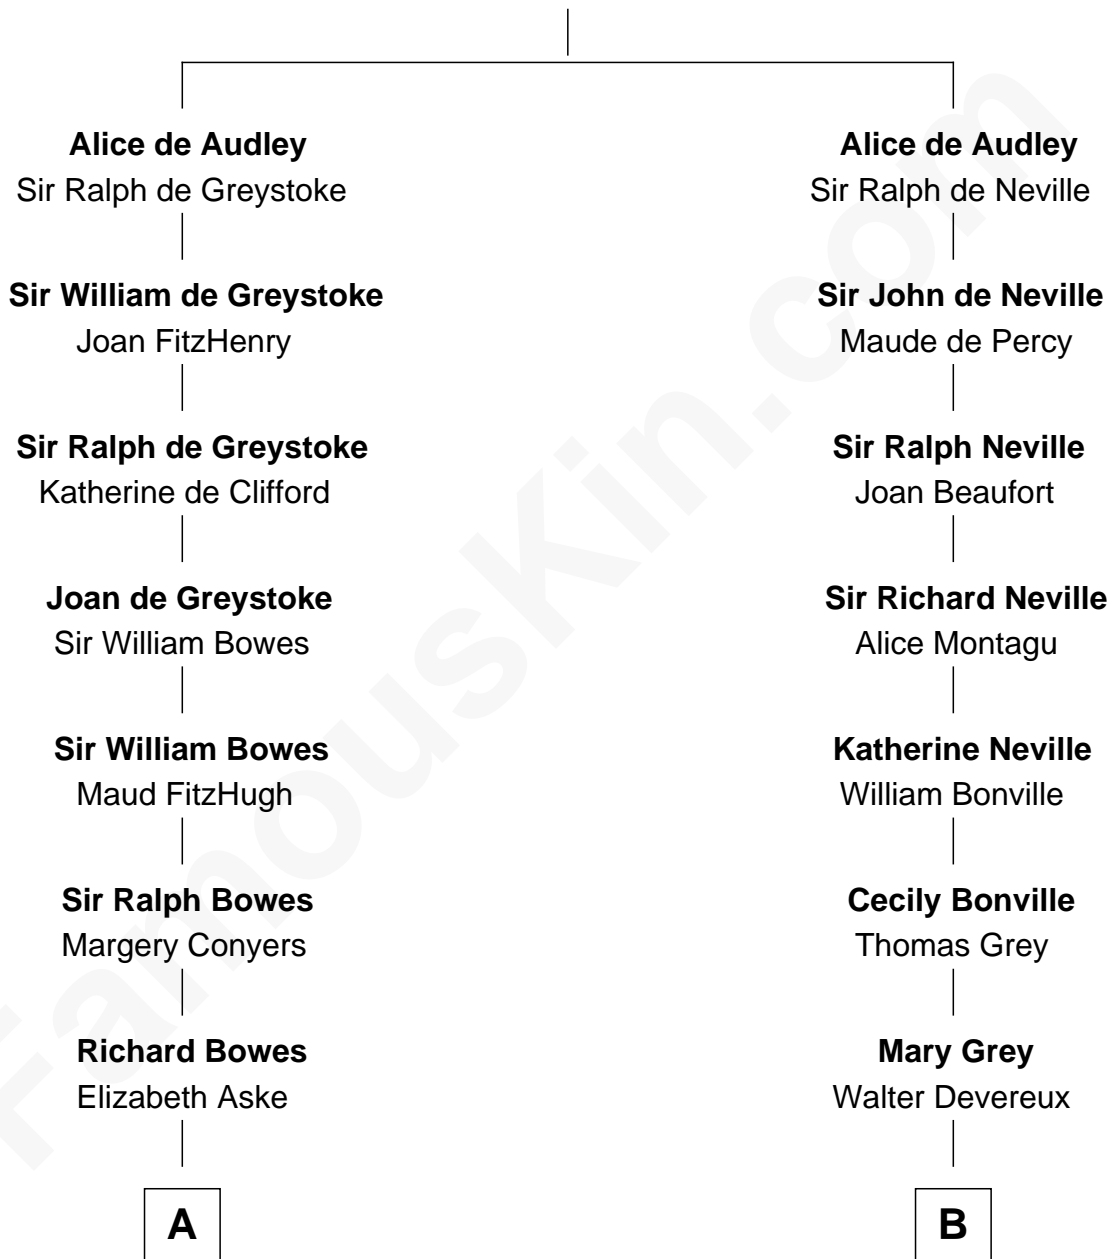 Alice de Audley
Sir Ralph de Greystoke
Sir William de Greystoke
Joan FitzHenry
Sir Ralph de Greystoke
Katherine de Clifford
Joan de Greystoke
Sir William Bowes
Sir William Bowes
Maud FitzHugh
Sir Ralph Bowes
Margery Conyers
Richard Bowes
Elizabeth Aske
A
Alice de Audley
Sir Ralph de Neville
Sir John de Neville
Maude de Percy
Sir Ralph Neville
Joan Beaufort
Sir Richard Neville
Alice Montagu
Katherine Neville
William Bonville
Cecily Bonville
Thomas Grey
Mary Grey
Walter Devereux
B
FamousKin.com